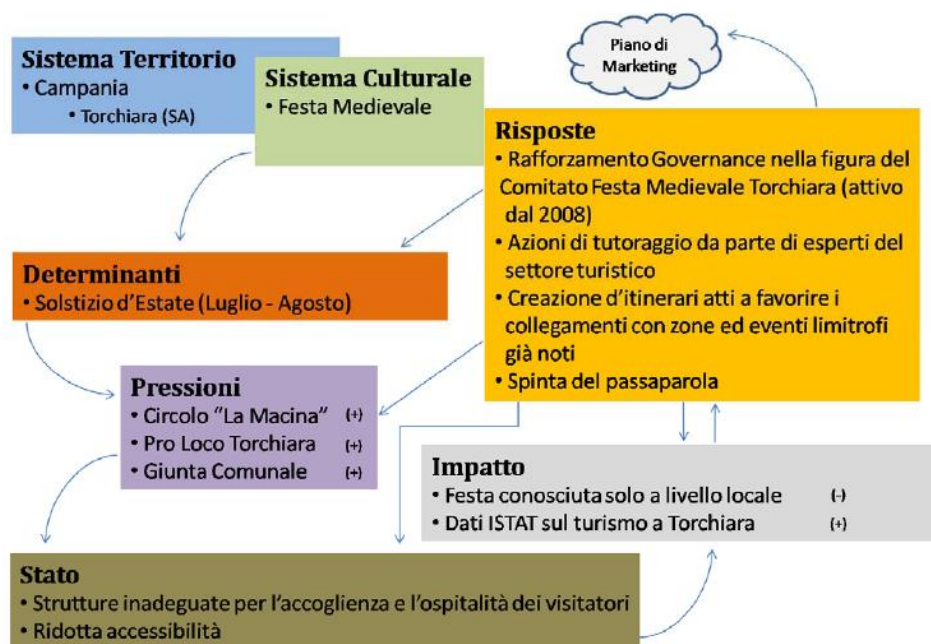 Sistema Territorio
• Campania
• Torchiara (SA)
Sistema Culturale
• Festa Medievale
Piano di
Marketing
Risposte
• Rafforzamento Governance nella figura del
Comitato Festa Medievale Torchiara (attivo
dal 2008)
• Azioni di tutoraggio da parte di esperti del
settore turistico
• Creazione d'itinerari atti a favorire i
collegamenti con zone ed eventi limitrofi
già noti
• Spinta del passaparola
Determinanti
• Solstizio d'Estate (Luglio - Agosto)
Pressioni
• Circolo "La Macina" (+)
• Pro Loco Torchiara (+)
• Giunta Comunale (+)
Impatto
• Festa conosciuta solo a livello locale (-)
• Dati ISTAT sul turismo a Torchiara (+)
Stato
• Strutture inadeguate per l'accoglienza e l'ospitalità dei visitatori
• Ridotta accessibilità